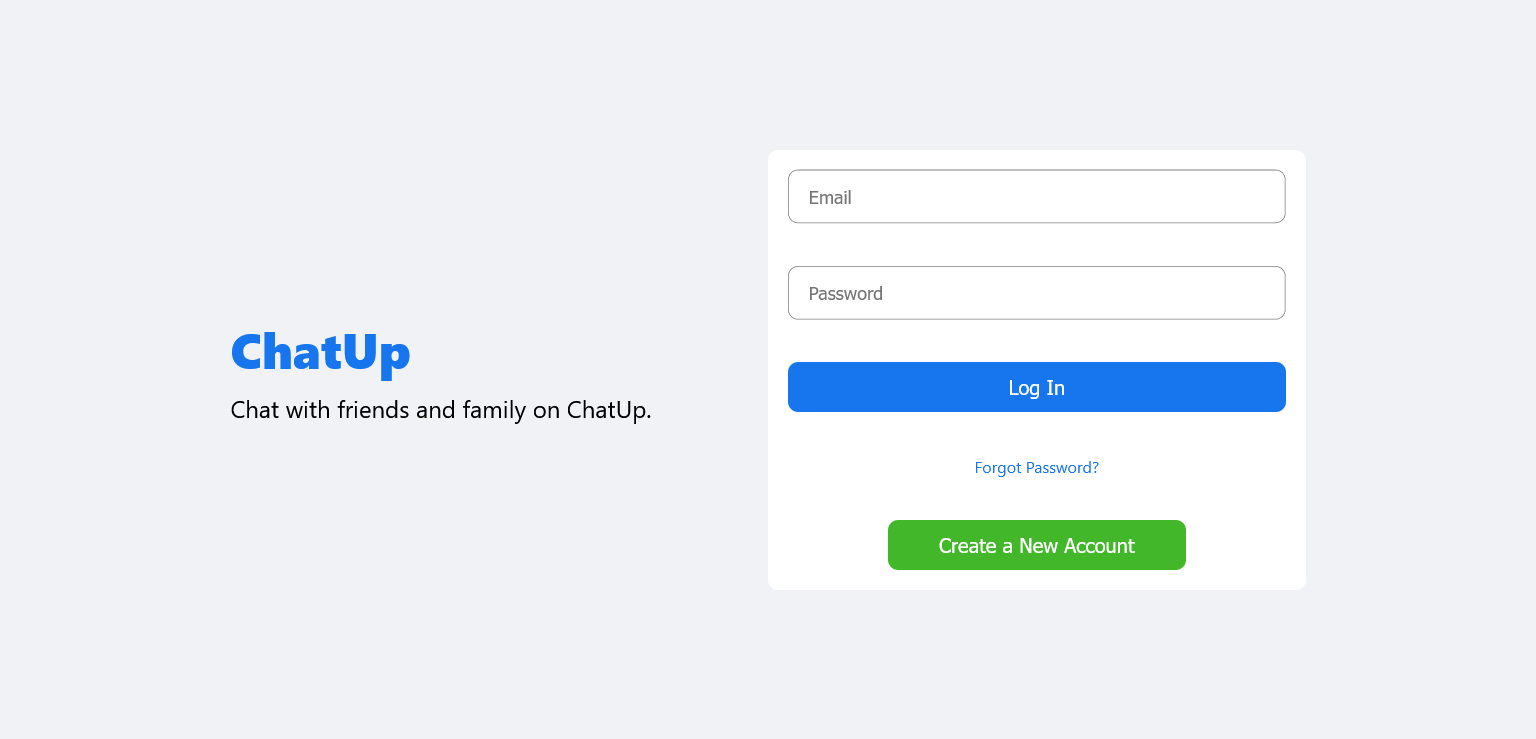 ChatUp
Chat with friends and family on ChatUp.
Email
Password
Log In
Forgot Password?
Create a New Account